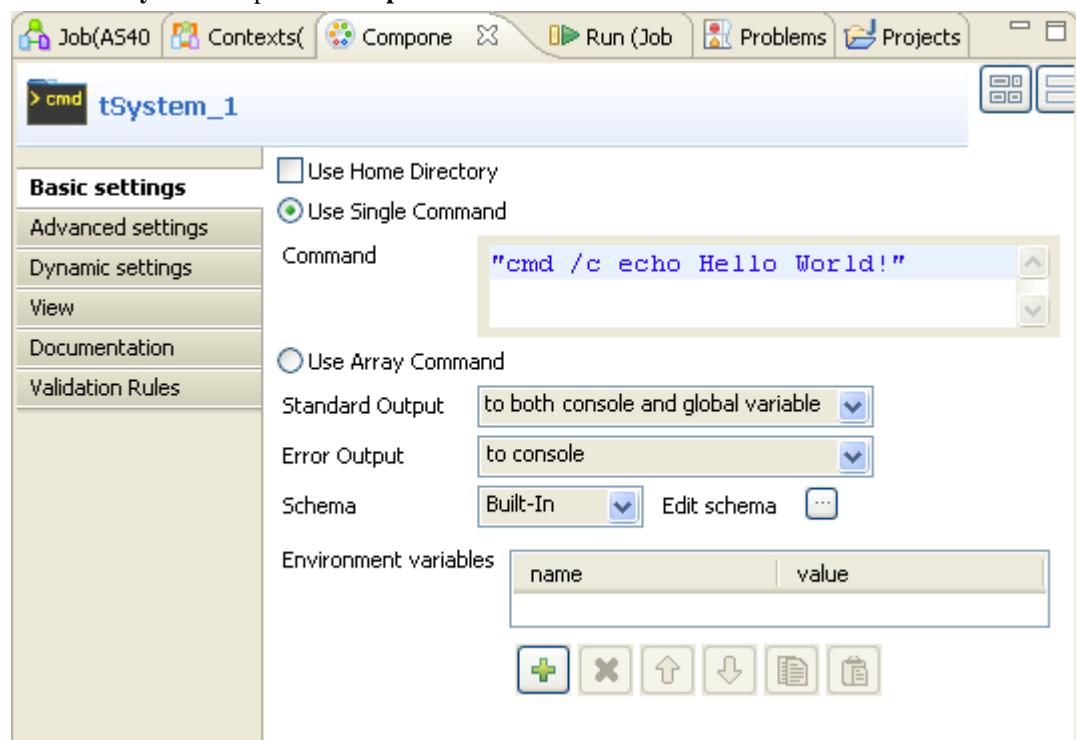 Job(AS40 Contexts( Compone Run (Job Problems Projects
> cmd tSystem_1
Basic settings
Advanced settings
Dynamic settings
View
Documentation
Validation Rules
Use Home Directory
Use Single Command
Command "cmd /c echo Hello World!"
Use Array Command
Standard Output to both console and global variable
Error Output to console
Schema Built-In Edit schema ...
Environment variables name value